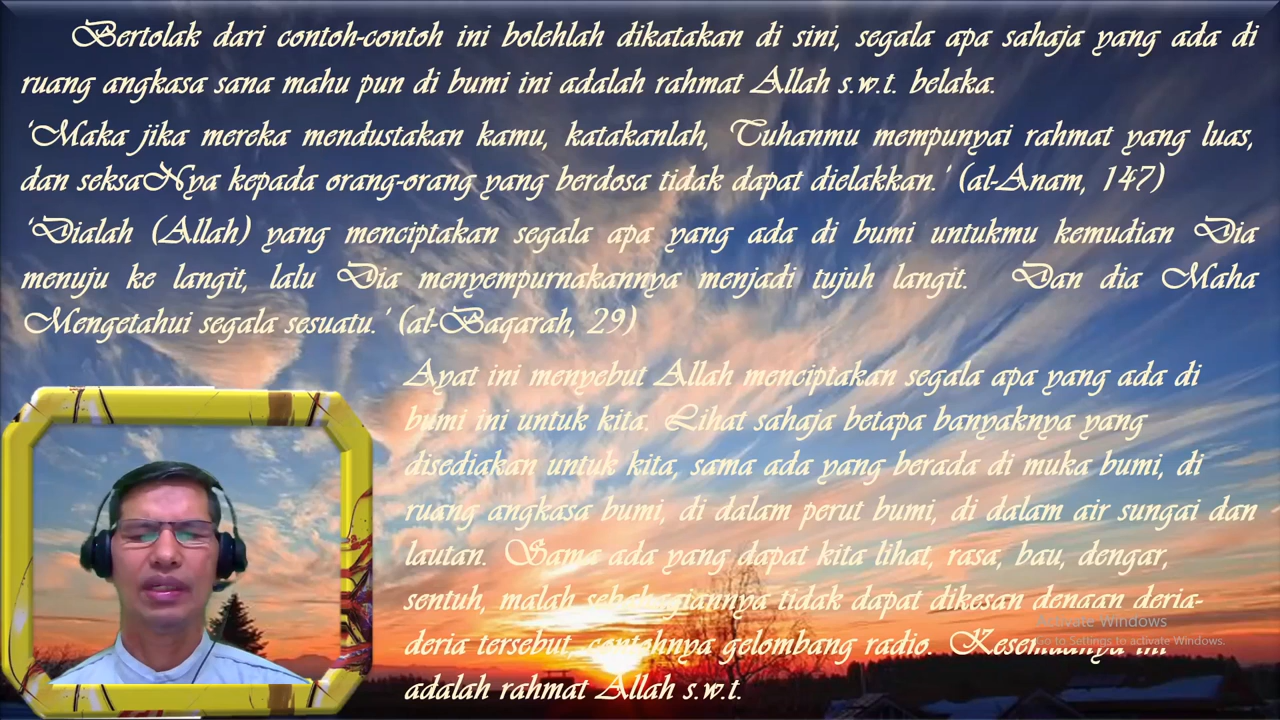 Bertolak dari contoh-contoh ini bolehlah dikatakan di sini, segala apa sahaja yang ada di
ruang angkasa sana mahu pun di bumi ini adalah rahmat Allah s.w.t. belaka.
‘Maka jika mereka mendustakan kamu, katakanlah, Tuhanmu mempunyai rahmat yang luas,
dan seksaNya kepada orang-orang yang berdosa tidak dapat dielakkan.’ (al-Anam, 147)
‘Dialah (Allah) yang menciptakan segala apa yang ada di bumi untukmu kemudian Dia
menuju ke langit, lalu Dia menyempurnakannya menjadi tujuh langit. Dan dia Maha
Mengetahui segala sesuatu.’ (al-Baqarah, 29)
Ayat ini menyebut Allah menciptakan segala apa yang ada di
bumi ini untuk kita. Lihat sahaja betapa banyaknya yang
disediakan untuk kita, sama ada yang berada di muka bumi, di
ruang angkasa bumi, di dalam perut bumi, di dalam air sungai dan
lautan. Sama ada yang dapat kita lihat, rasa, bau, dengar,
sentuh, malah sebahagiannya tidak dapat dikesan dengan deria-
deria tersebut, contohnya gelombang radio. Kesemuanya ini
adalah rahmat Allah s.w.t.
Activate Windows
Go to Settings to activate Windows.